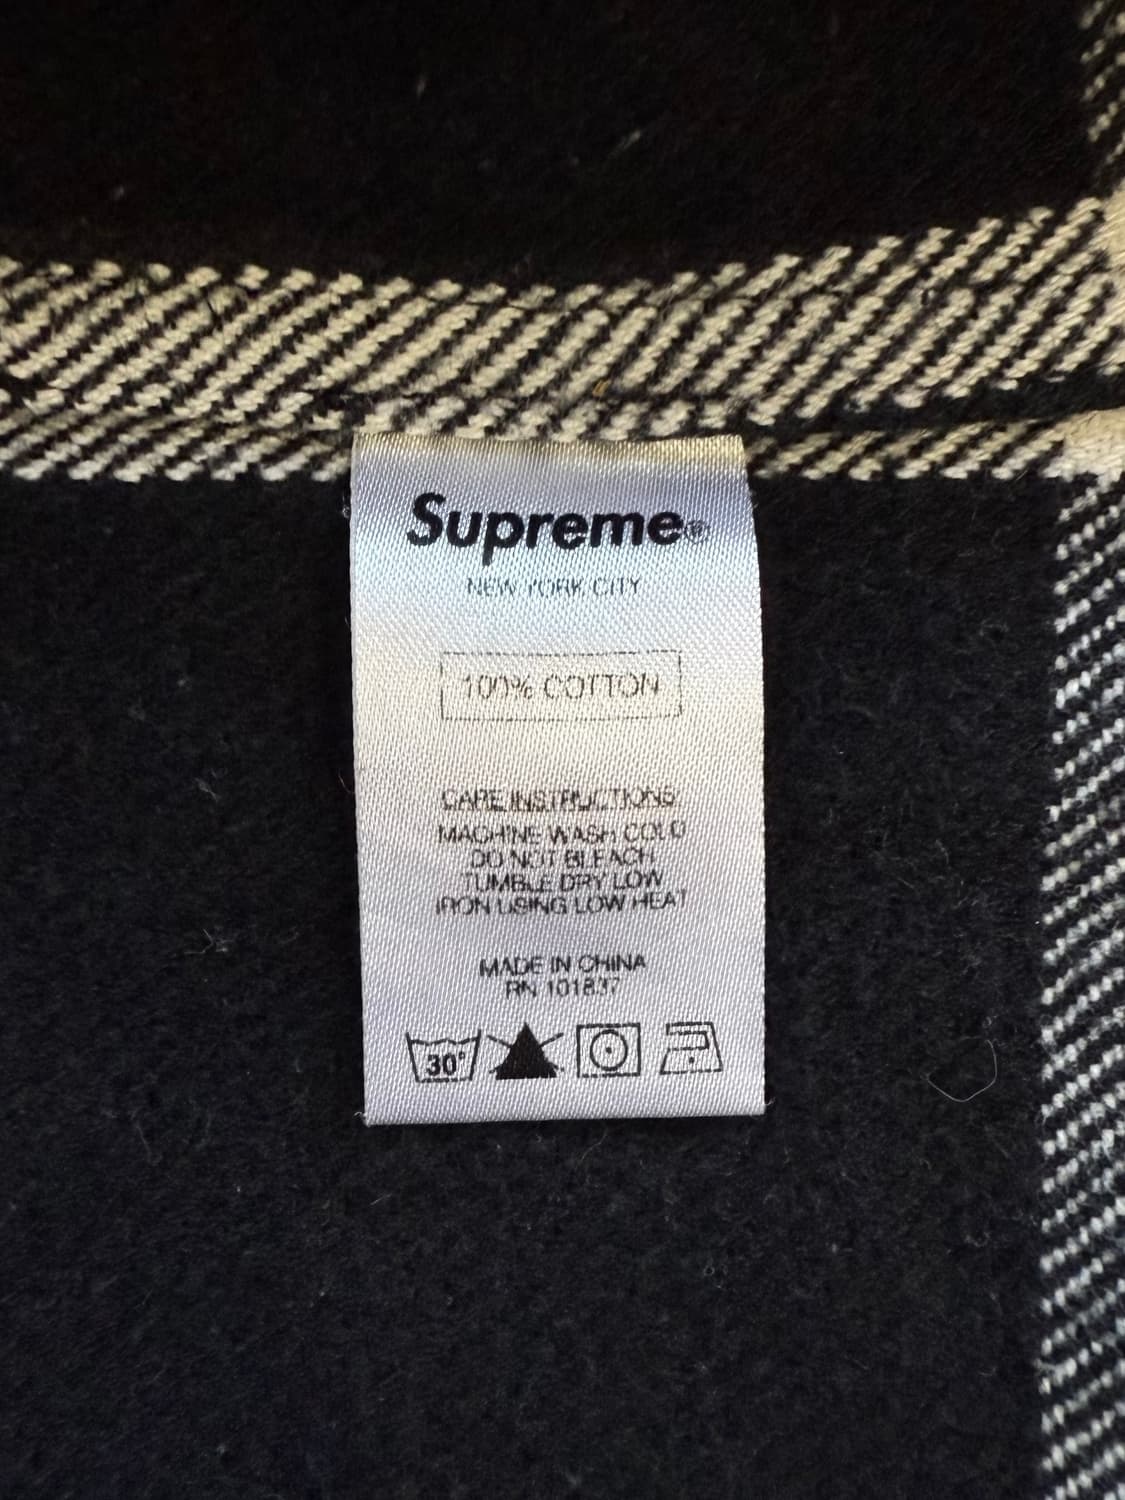 Supreme®
NEW YORK CITY
100% COTTON
CARE INSTRUCTIONS
MACHINE WASH COLD
DO NOT BLEACH
TUMBLE DRY LOW
IRON USING LOW HEAT
MADE IN CHINA
RN 101837
30°